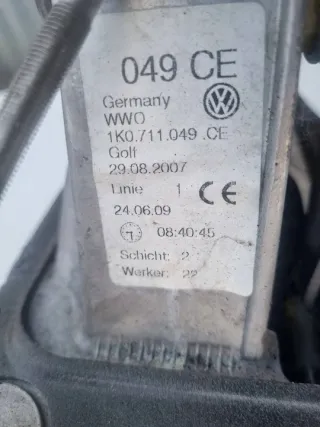 049 CE
Germany
WWO
1K0.711.049 .CE
Golf
29.08.2007
Linie 1 CE
24.06.09
08:40:45
Schicht: 2
Werker: 22